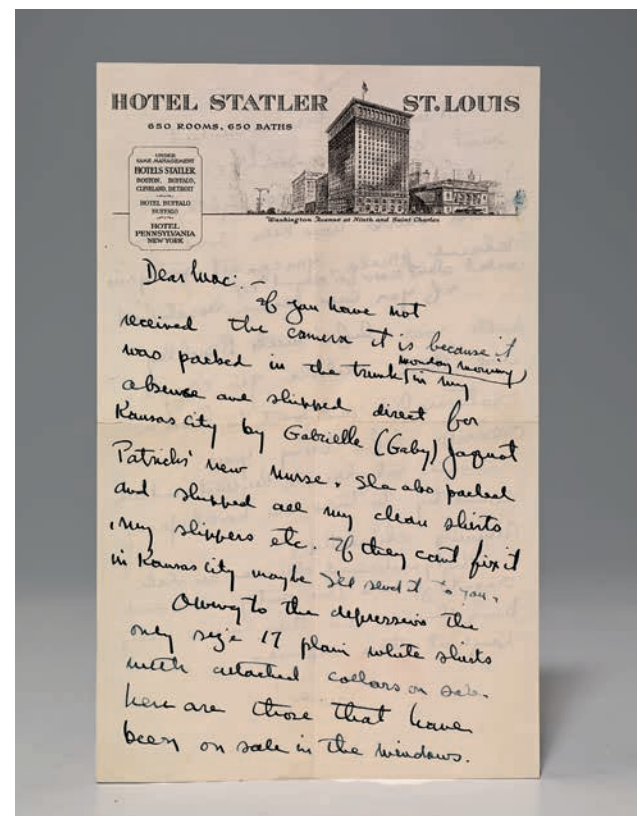 HOTEL STATLER ST. LOUIS
650 ROOMS, 650 BATHS
UNDER
SAME MANAGEMENT
HOTELS STATLER
BOSTON, BUFFALO,
CLEVELAND, DETROIT
HOTEL BUFFALO
BUFFALO
HOTEL
PENNSYLVANIA
NEW YORK
Washington Avenue at Ninth and Saint Charles
Dear Mac: –
If you have not
received the camera it is because it
was packed in the trunk monday morning in my
absence and shipped direct for
Kansas City by Gabrielle (Gaby) Jaquot
Patricks' new nurse. She also packed
and shipped all my clean shirts
, my slippers etc. If they cant fix it
in Kansas City maybe I'll send it to you.
Owing to the depression the
only size 17 plain white shirts
with attached collars on sale
here are those that have
been on sale in the windows.